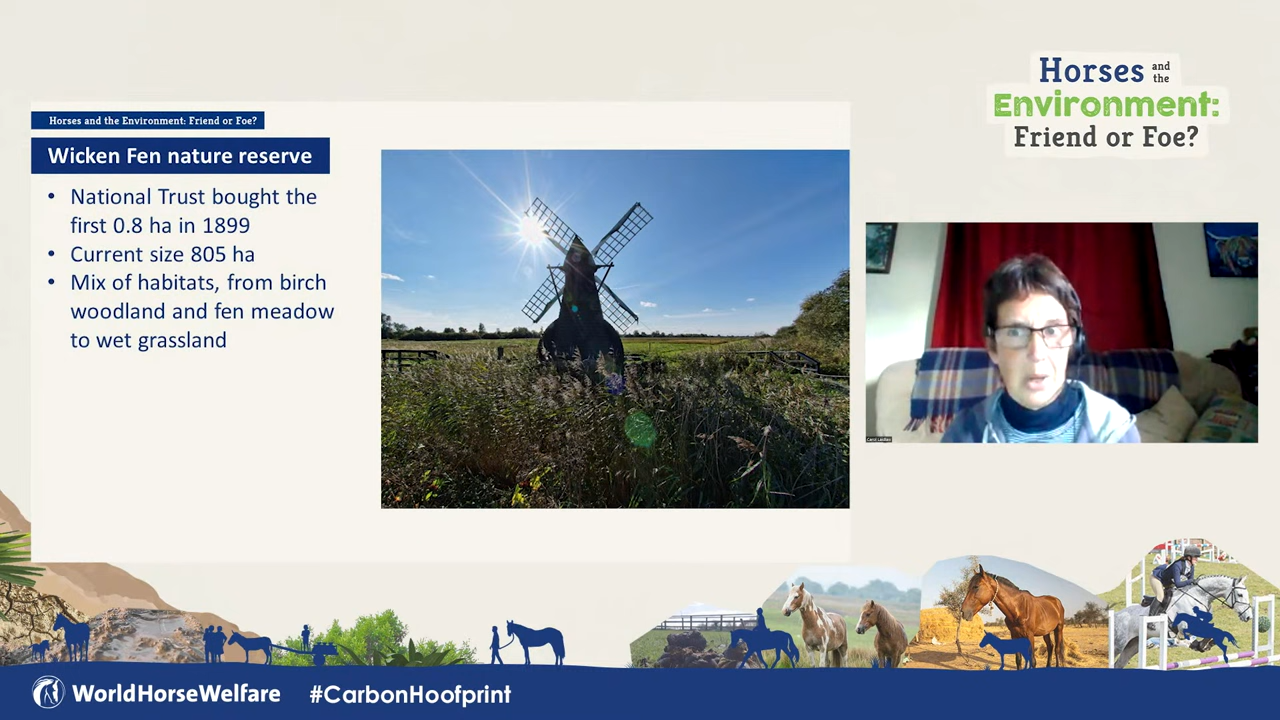 Horses and the
Environment:
Friend or Foe?
Horses and the Environment: Friend or Foe?
Wicken Fen nature reserve
• National Trust bought the
first 0.8 ha in 1899
• Current size 805 ha
• Mix of habitats, from birch
woodland and fen meadow
to wet grassland
WorldHorseWelfare #CarbonHoofprint